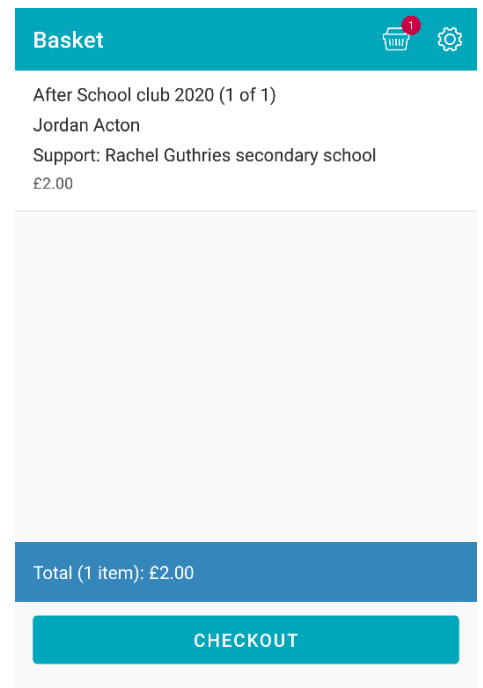 Basket
1
After School club 2020 (1 of 1)
Jordan Acton
Support: Rachel Guthries secondary school
£2.00
Total (1 item): £2.00
CHECKOUT